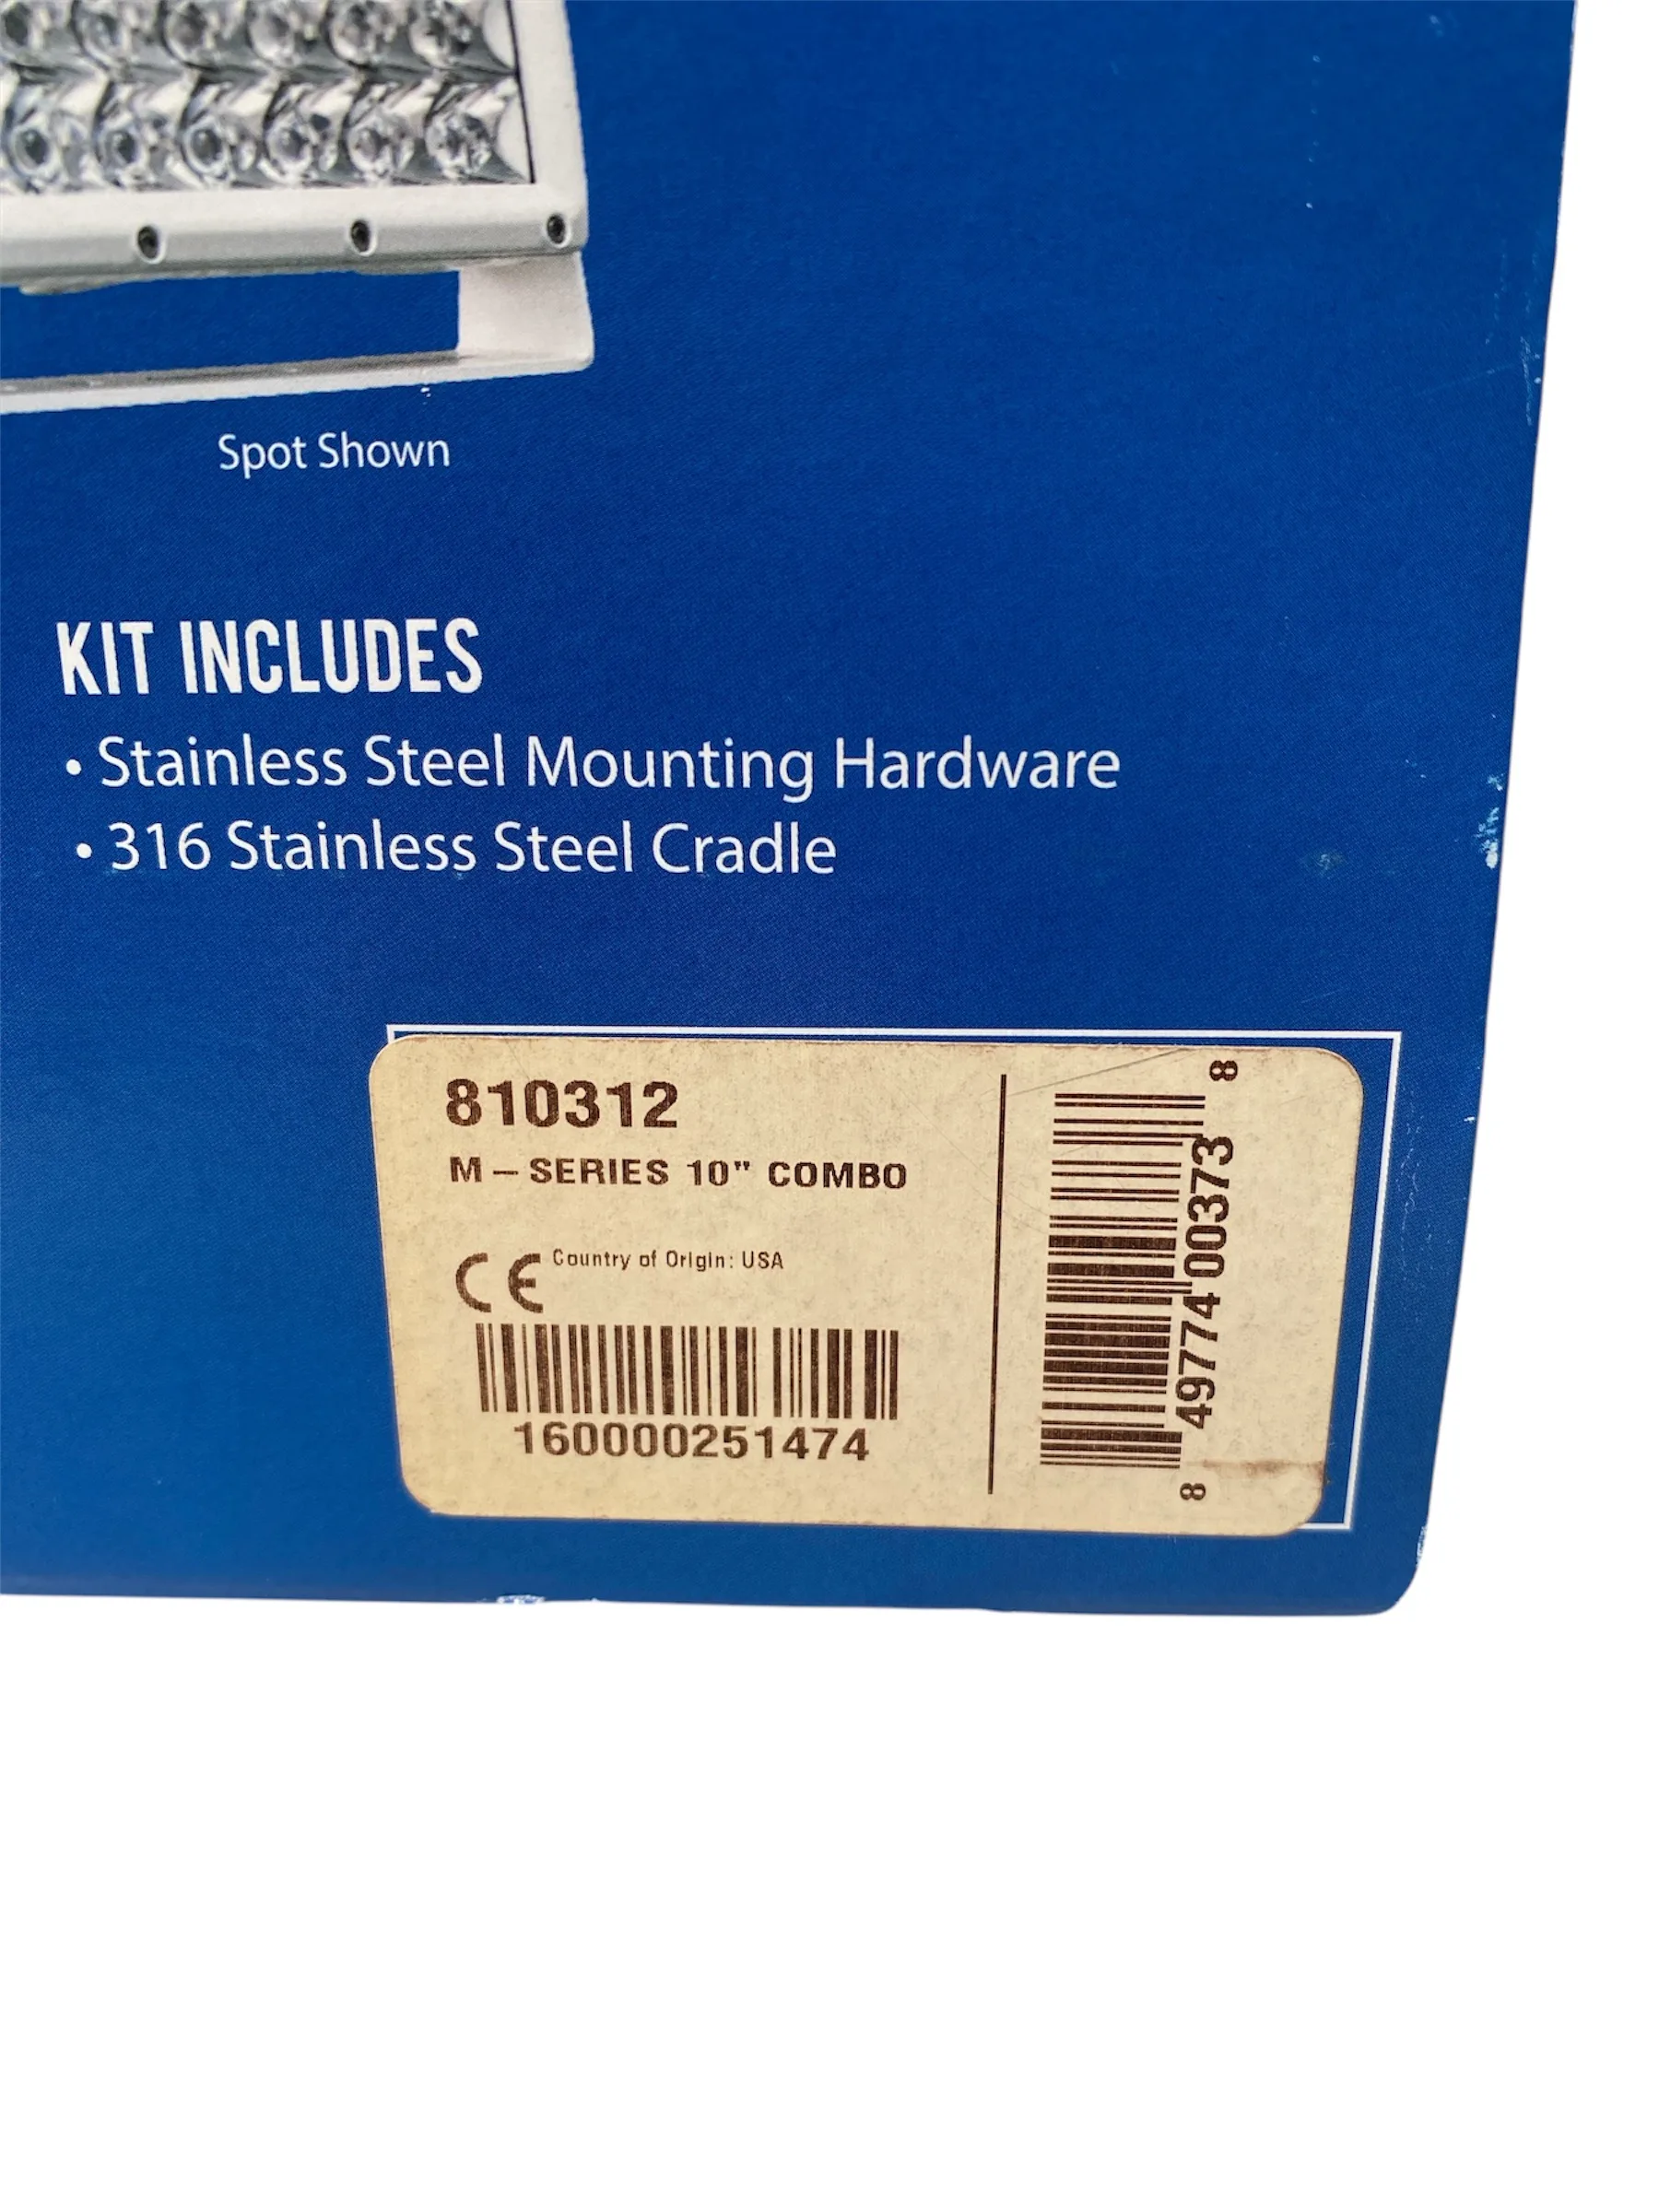 Spot Shown
KIT INCLUDES
• Stainless Steel Mounting Hardware
• 316 Stainless Steel Cradle
810312
M-SERIES 10" COMBO
CE Country of Origin: USA
160000251474
8 49774 00373 8